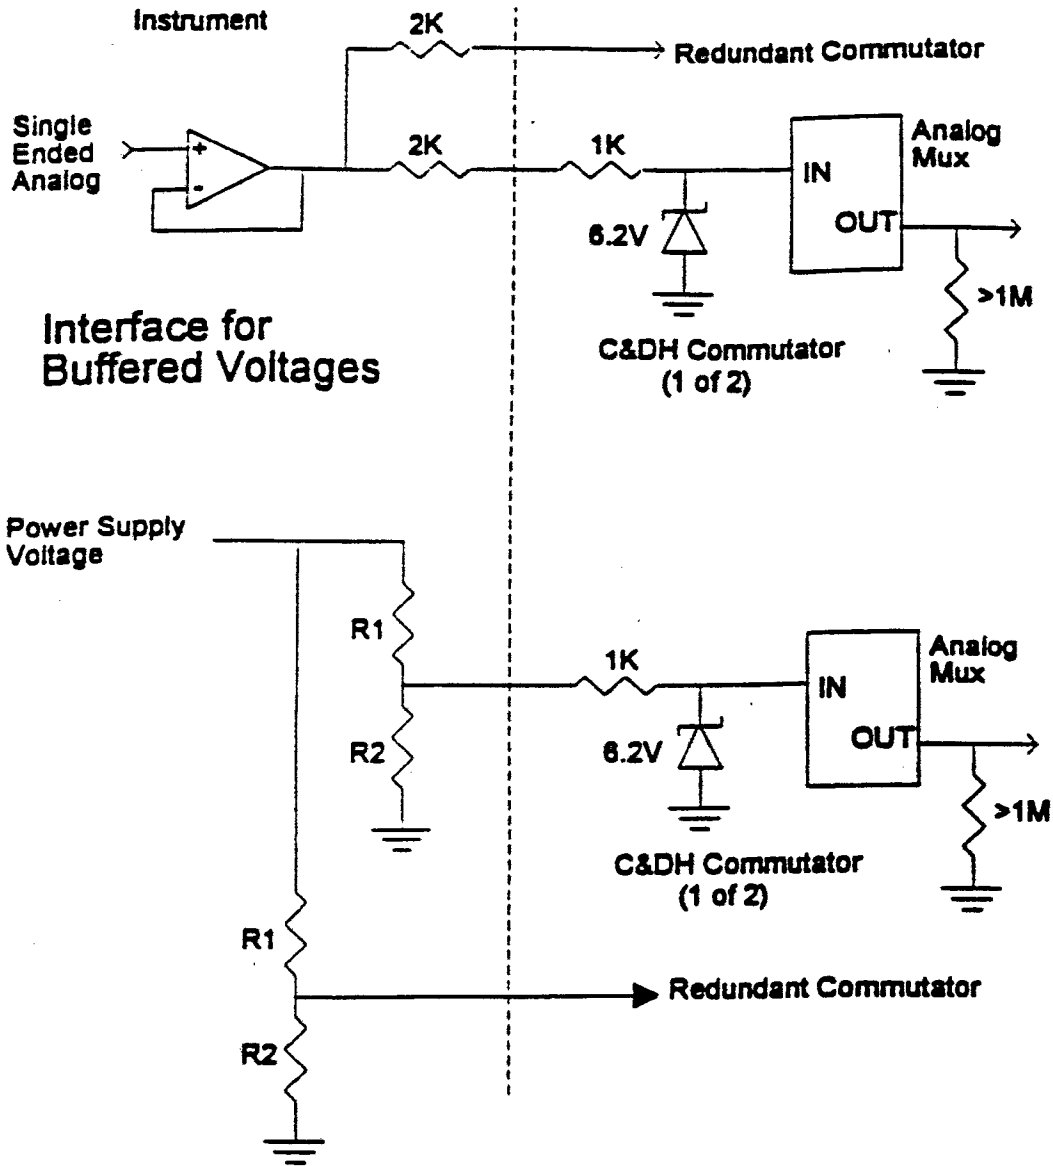 Instrument
2K
Redundant Commutator
Single
Ended
Analog
+
-
2K
1K
Analog
Mux
IN
OUT
6.2V
>1M
Interface for
Buffered Voltages
C&DH Commutator
(1 of 2)
Power Supply
Voltage
R1
R2
1K
Analog
Mux
IN
OUT
6.2V
>1M
C&DH Commutator
(1 of 2)
R1
Redundant Commutator
R2